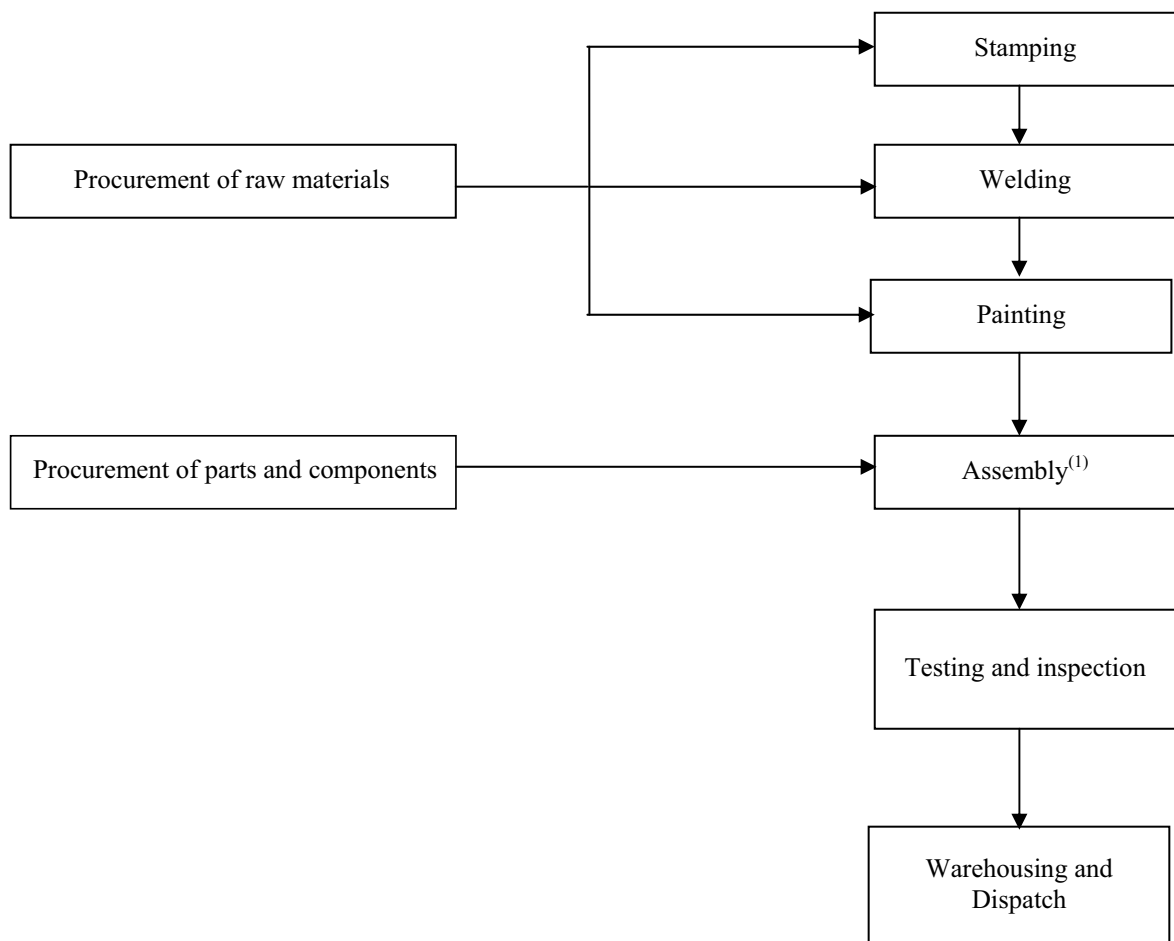 Stamping
Procurement of raw materials
Welding
Painting
Procurement of parts and components
Assembly(1)
Testing and inspection
Warehousing and
Dispatch